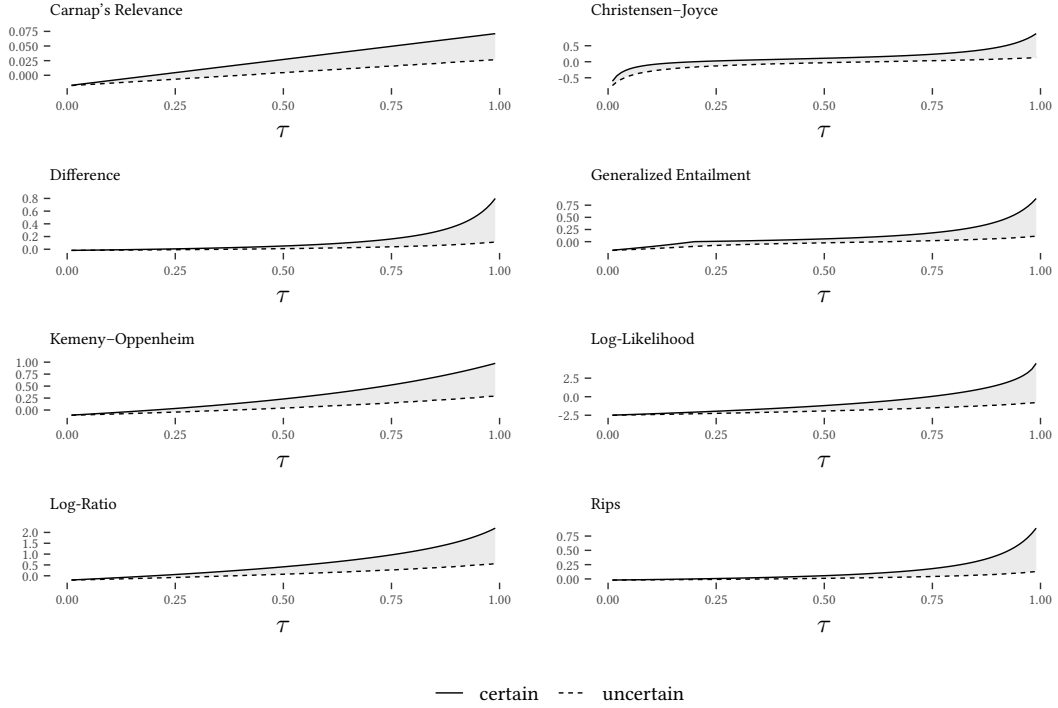 Carnap's Relevance
0.075
0.050
0.025
0.000
0.00 0.25 0.50 0.75 1.00
τ
Christensen–Joyce
0.5
0.0
−0.5
0.00 0.25 0.50 0.75 1.00
τ
Difference
0.8
0.6
0.4
0.2
0.0
0.00 0.25 0.50 0.75 1.00
τ
Generalized Entailment
0.75
0.50
0.25
0.00
0.00 0.25 0.50 0.75 1.00
τ
Kemeny–Oppenheim
1.00
0.75
0.50
0.25
0.00
0.00 0.25 0.50 0.75 1.00
τ
Log-Likelihood
2.5
0.0
−2.5
0.00 0.25 0.50 0.75 1.00
τ
Log-Ratio
2.0
1.5
1.0
0.5
0.0
0.00 0.25 0.50 0.75 1.00
τ
Rips
0.75
0.50
0.25
0.00
0.00 0.25 0.50 0.75 1.00
τ
certain uncertain